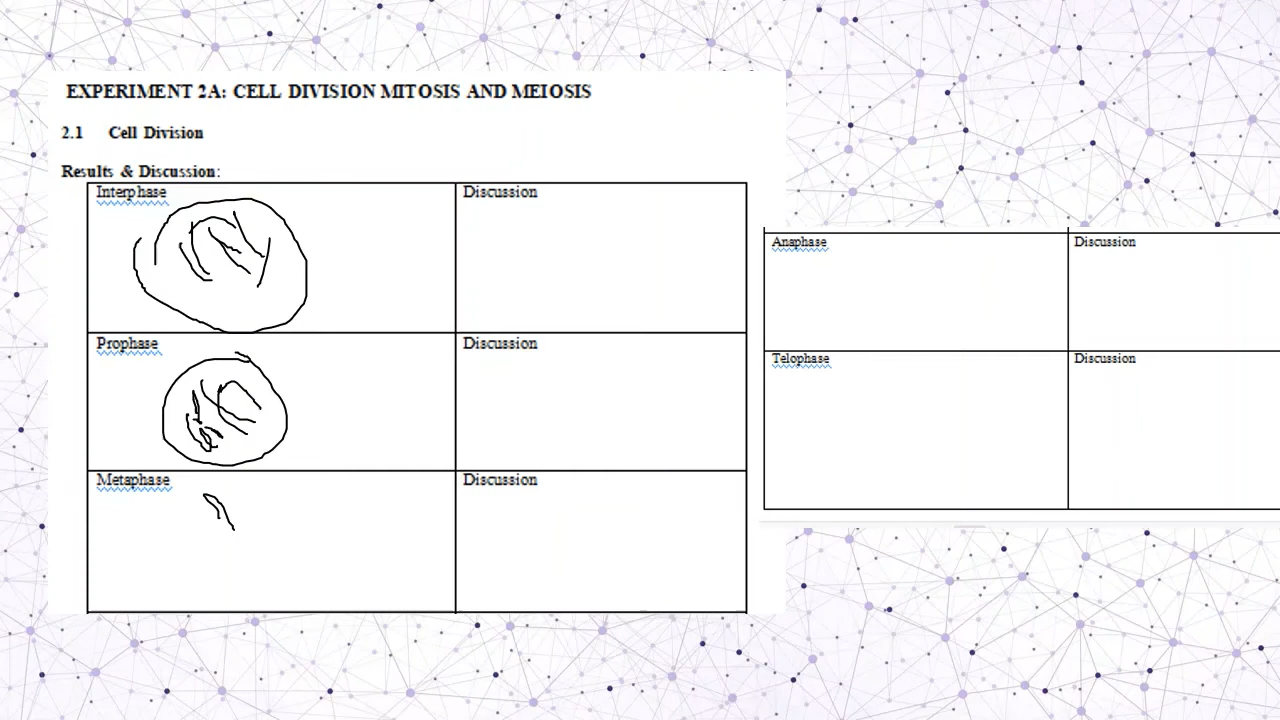 EXPERIMENT 2A: CELL DIVISION MITOSIS AND MEIOSIS
2.1 Cell Division
Results & Discussion:
Interphase Discussion
Prophase Discussion
Metaphase Discussion
Anaphase Discussion
Telophase Discussion